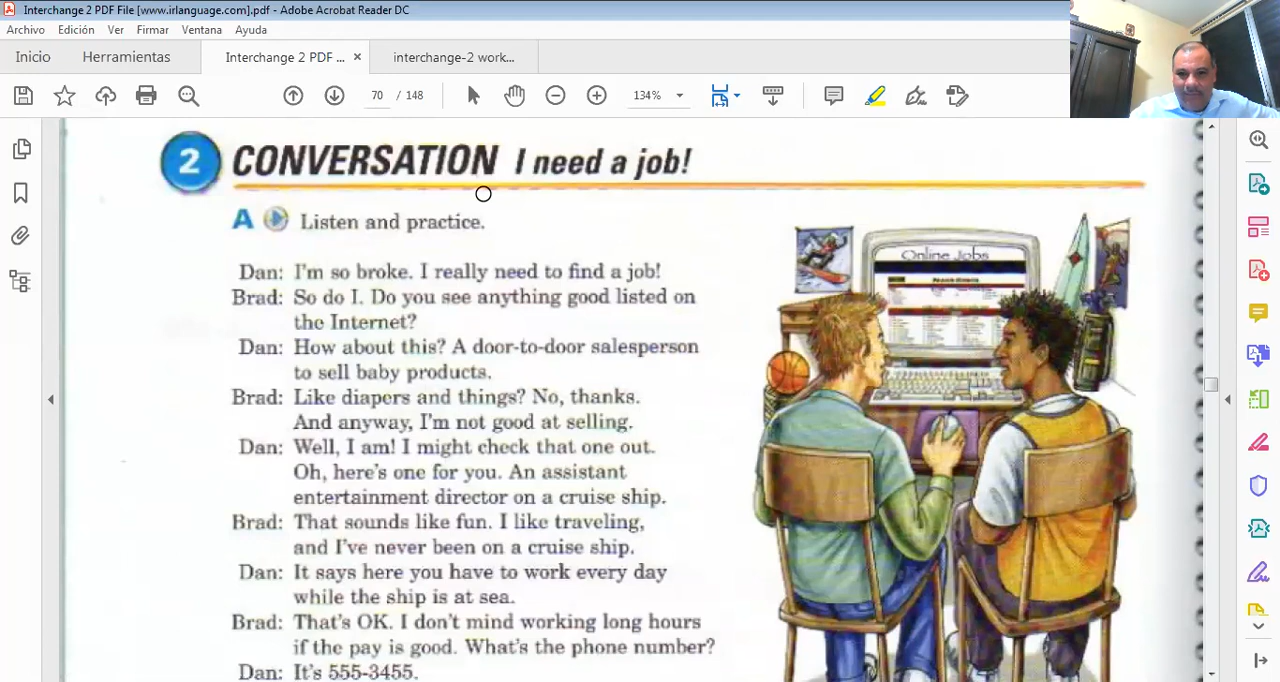 Interchange 2 PDF File [www.irlanguage.com].pdf - Adobe Acrobat Reader DC
Archivo Edición Ver Firmar Ventana Ayuda
Inicio Herramientas Interchange 2 PDF ... × interchange-2 work...
70 / 148 134%
2 CONVERSATION I need a job!
A Listen and practice.
Dan: I'm so broke. I really need to find a job!
Brad: So do I. Do you see anything good listed on
the Internet?
Dan: How about this? A door-to-door salesperson
to sell baby products.
Brad: Like diapers and things? No, thanks.
And anyway, I'm not good at selling.
Dan: Well, I am! I might check that one out.
Oh, here's one for you. An assistant
entertainment director on a cruise ship.
Brad: That sounds like fun. I like traveling,
and I've never been on a cruise ship.
Dan: It says here you have to work every day
while the ship is at sea.
Brad: That's OK. I don't mind working long hours
if the pay is good. What's the phone number?
Dan: It's 555-3455.
Online Jobs